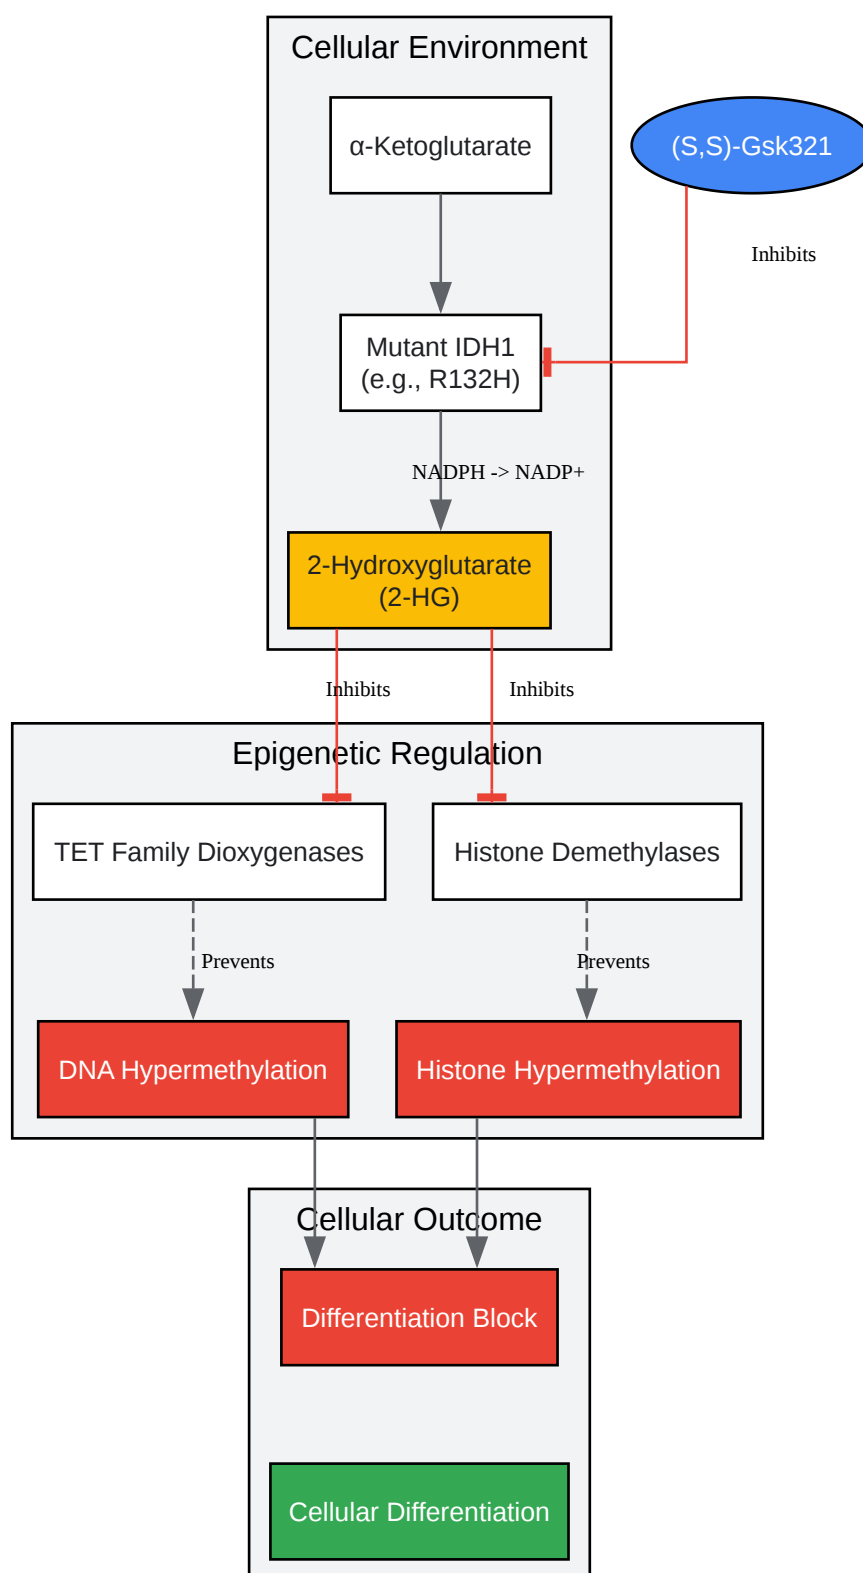 Cellular Environment
α-Ketoglutarate
(S,S)-Gsk321
Inhibits
Mutant IDH1
(e.g., R132H)
NADPH -> NADP+
2-Hydroxyglutarate
(2-HG)
Inhibits
Inhibits
Epigenetic Regulation
TET Family Dioxygenases
Histone Demethylases
Prevents
Prevents
DNA Hypermethylation
Histone Hypermethylation
Cellular Outcome
Differentiation Block
Cellular Differentiation